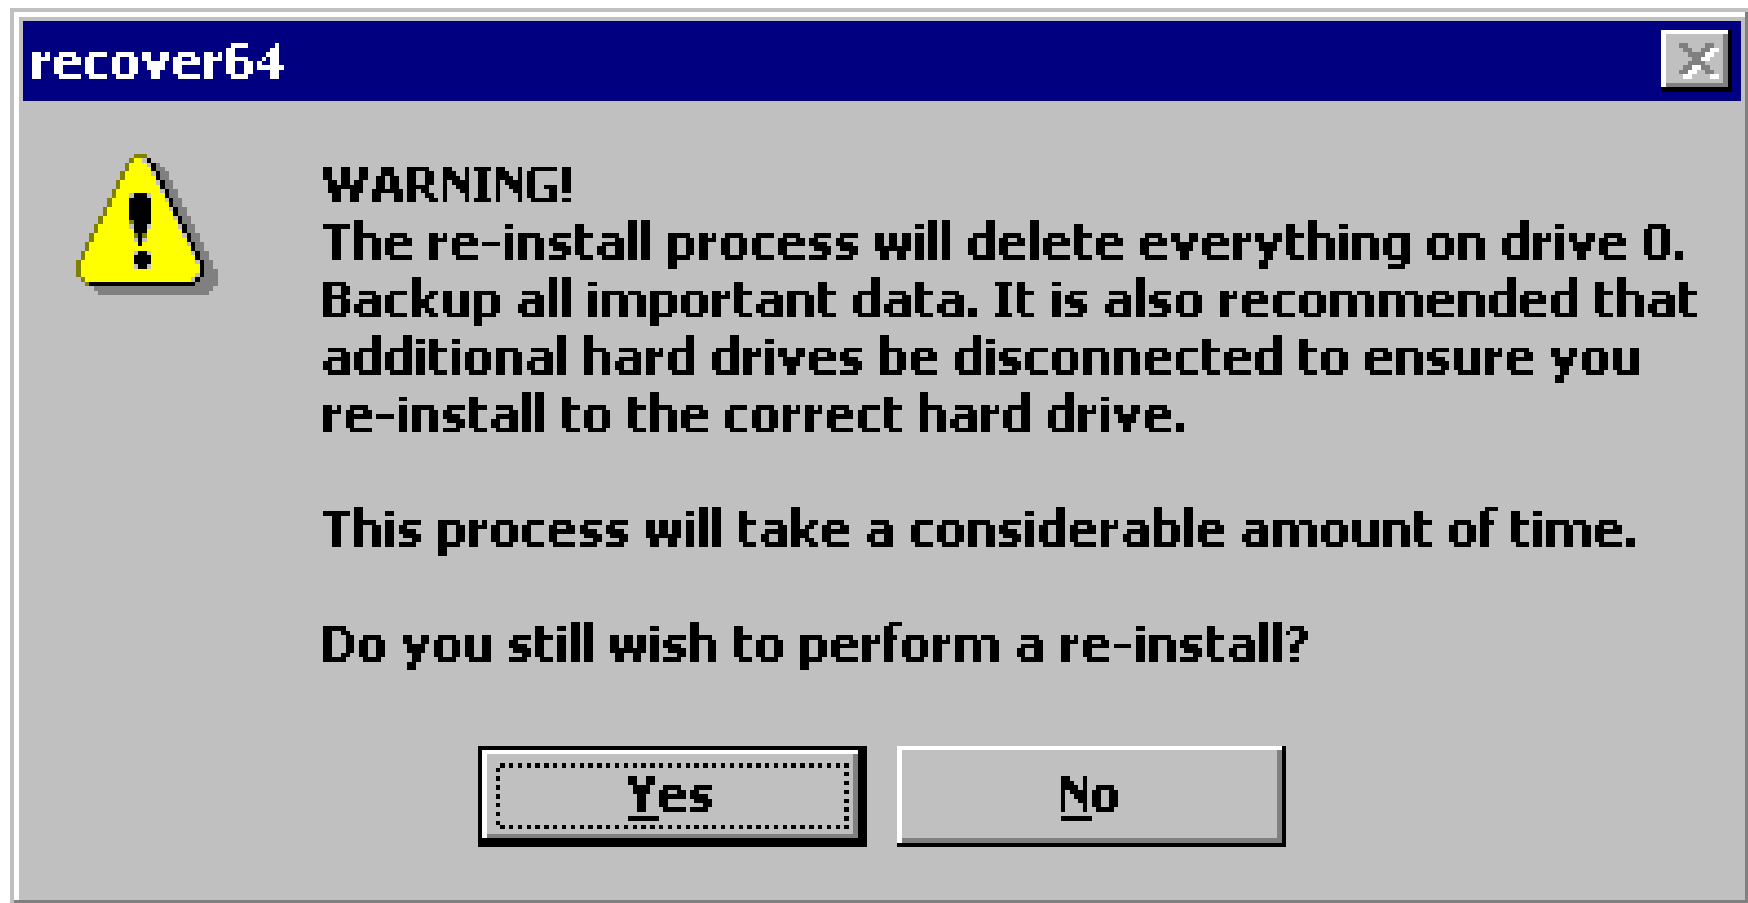 recover64
WARNING!
The re-install process will delete everything on drive 0.
Backup all important data. It is also recommended that
additional hard drives be disconnected to ensure you
re-install to the correct hard drive.
This process will take a considerable amount of time.
Do you still wish to perform a re-install?
Yes
No